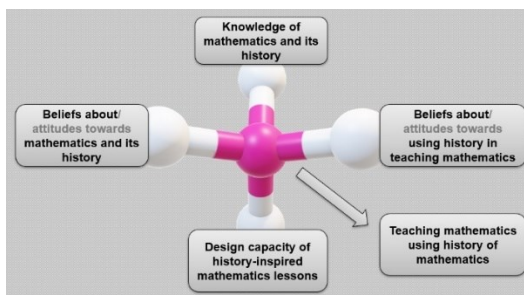 Knowledge of
mathematics and its
history
Beliefs about/
attitudes towards
mathematics and its
history
Beliefs about/
attitudes towards
using history in
teaching mathematics
Design capacity of
history-inspired
mathematics lessons
Teaching mathematics
using history of
mathematics